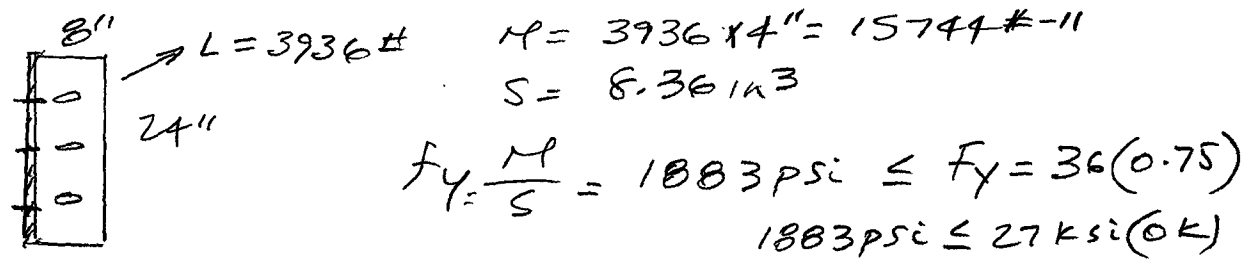 8"
L = 3936 #
24"
M = 3936 x 4" = 15744 #-"
S = 8.36 in3
fy = M/S = 1883 psi ≤ Fy = 36(0.75)
1883 psi ≤ 27 ksi (OK)